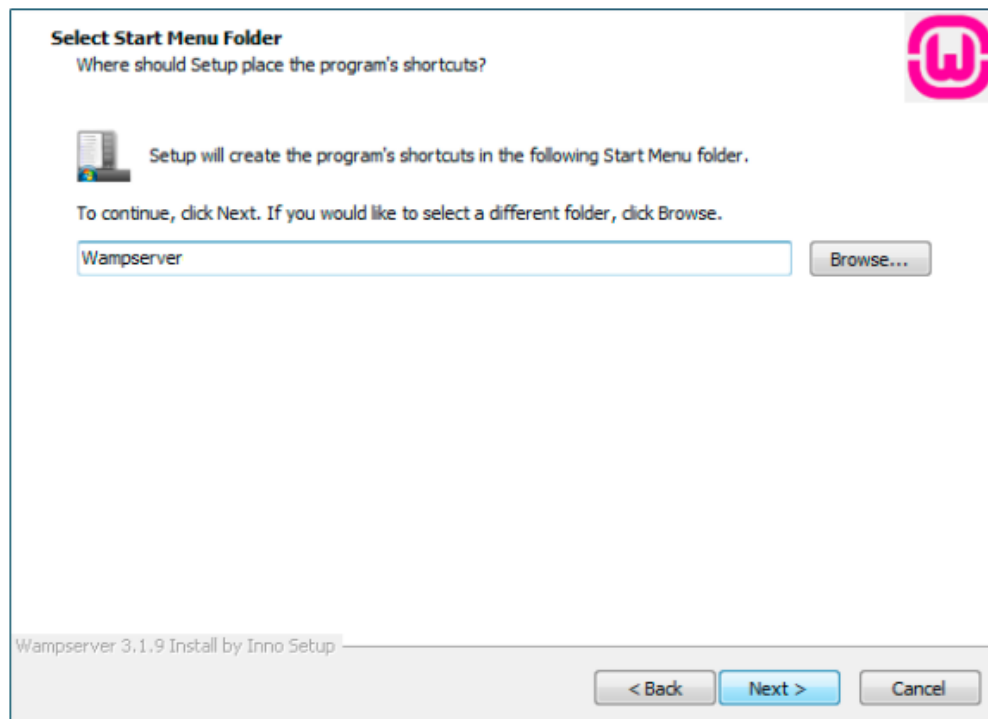 Select Start Menu Folder
Where should Setup place the program's shortcuts?
Setup will create the program's shortcuts in the following Start Menu folder.
To continue, click Next. If you would like to select a different folder, click Browse.
Wampserver
Browse...
Wampserver 3.1.9 Install by Inno Setup
< Back
Next >
Cancel